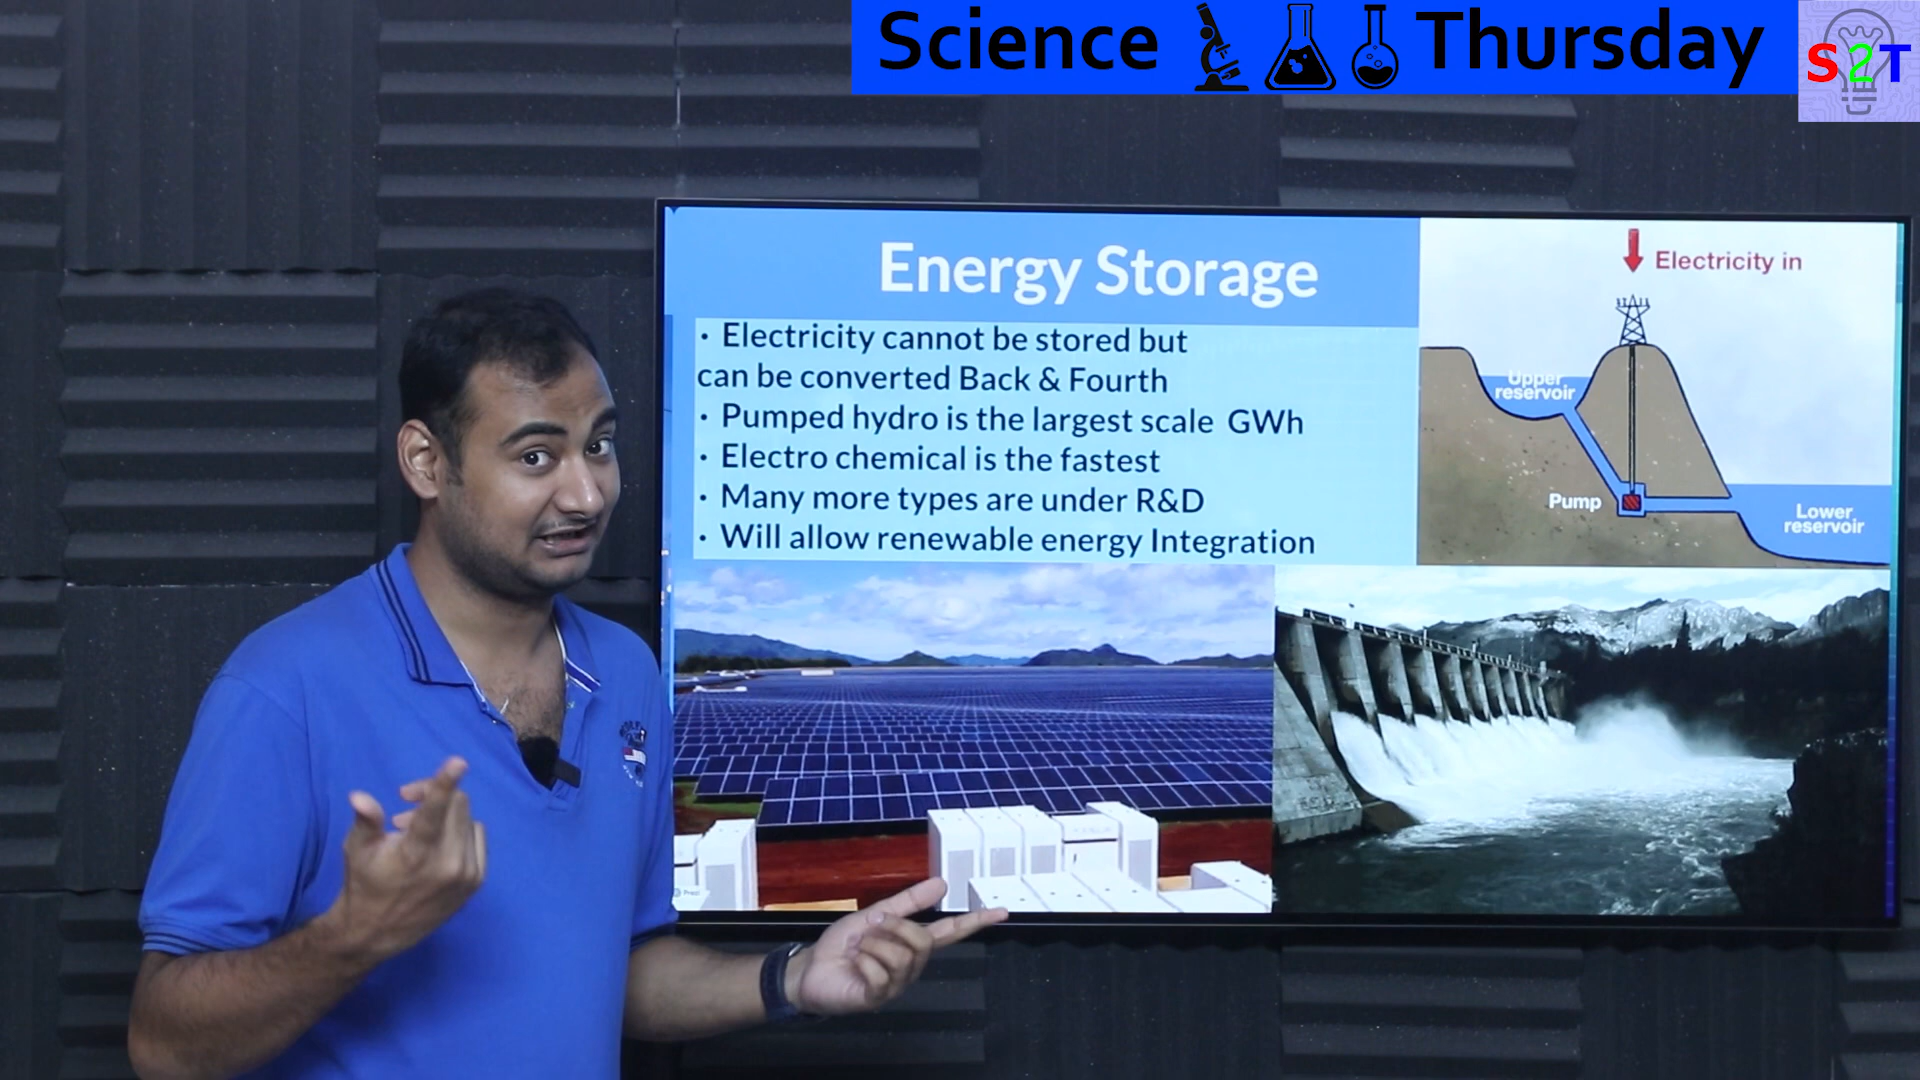 Science Thursday
S2T
Energy Storage
· Electricity cannot be stored but
can be converted Back & Fourth
· Pumped hydro is the largest scale GWh
· Electro chemical is the fastest
· Many more types are under R&D
· Will allow renewable energy Integration
Electricity in
Upper
reservoir
Pump
Lower
reservoir